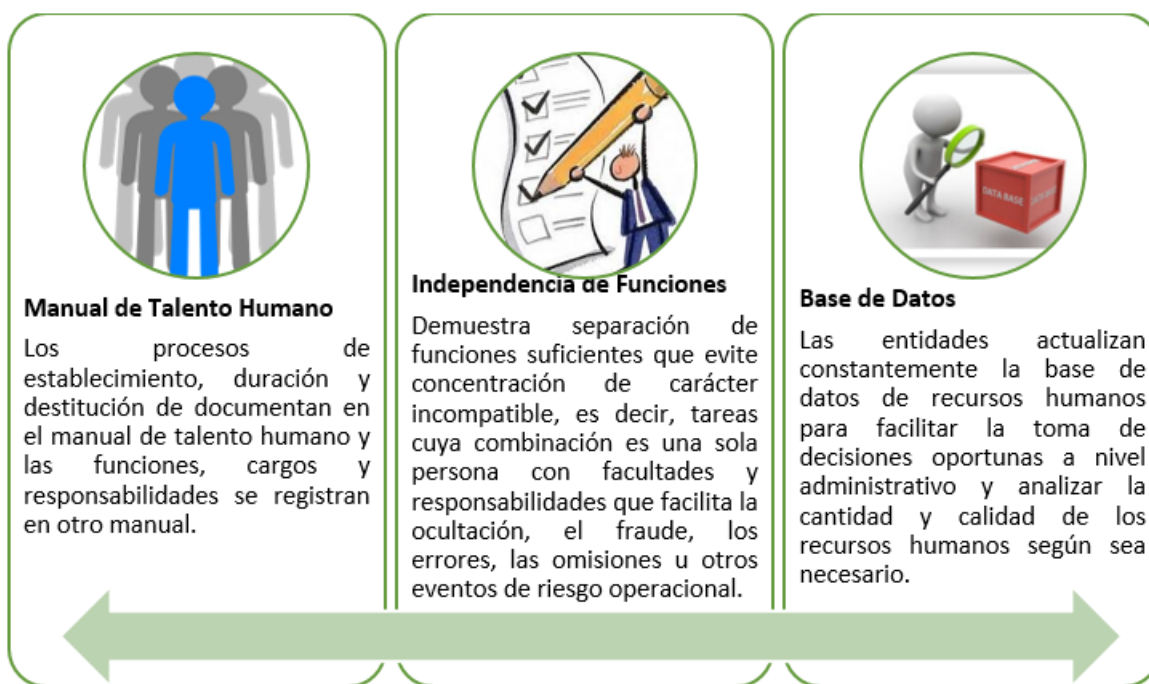 Manual de Talento Humano
Los procesos de
establecimiento, duración y
destitución de documentan en
el manual de talento humano y
las funciones, cargos y
responsabilidades se registran
en otro manual.
Independencia de Funciones
Demuestra separación de
funciones suficientes que evite
concentración de carácter
incompatible, es decir, tareas
cuya combinación es una sola
persona con facultades y
responsabilidades que facilita la
ocultación, el fraude, los
errores, las omisiones u otros
eventos de riesgo operacional.
DATA BASE
DATA BASE
Base de Datos
Las entidades actualizan
constantemente la base de
datos de recursos humanos
para facilitar la toma de
decisiones oportunas a nivel
administrativo y analizar la
cantidad y calidad de los
recursos humanos según sea
necesario.